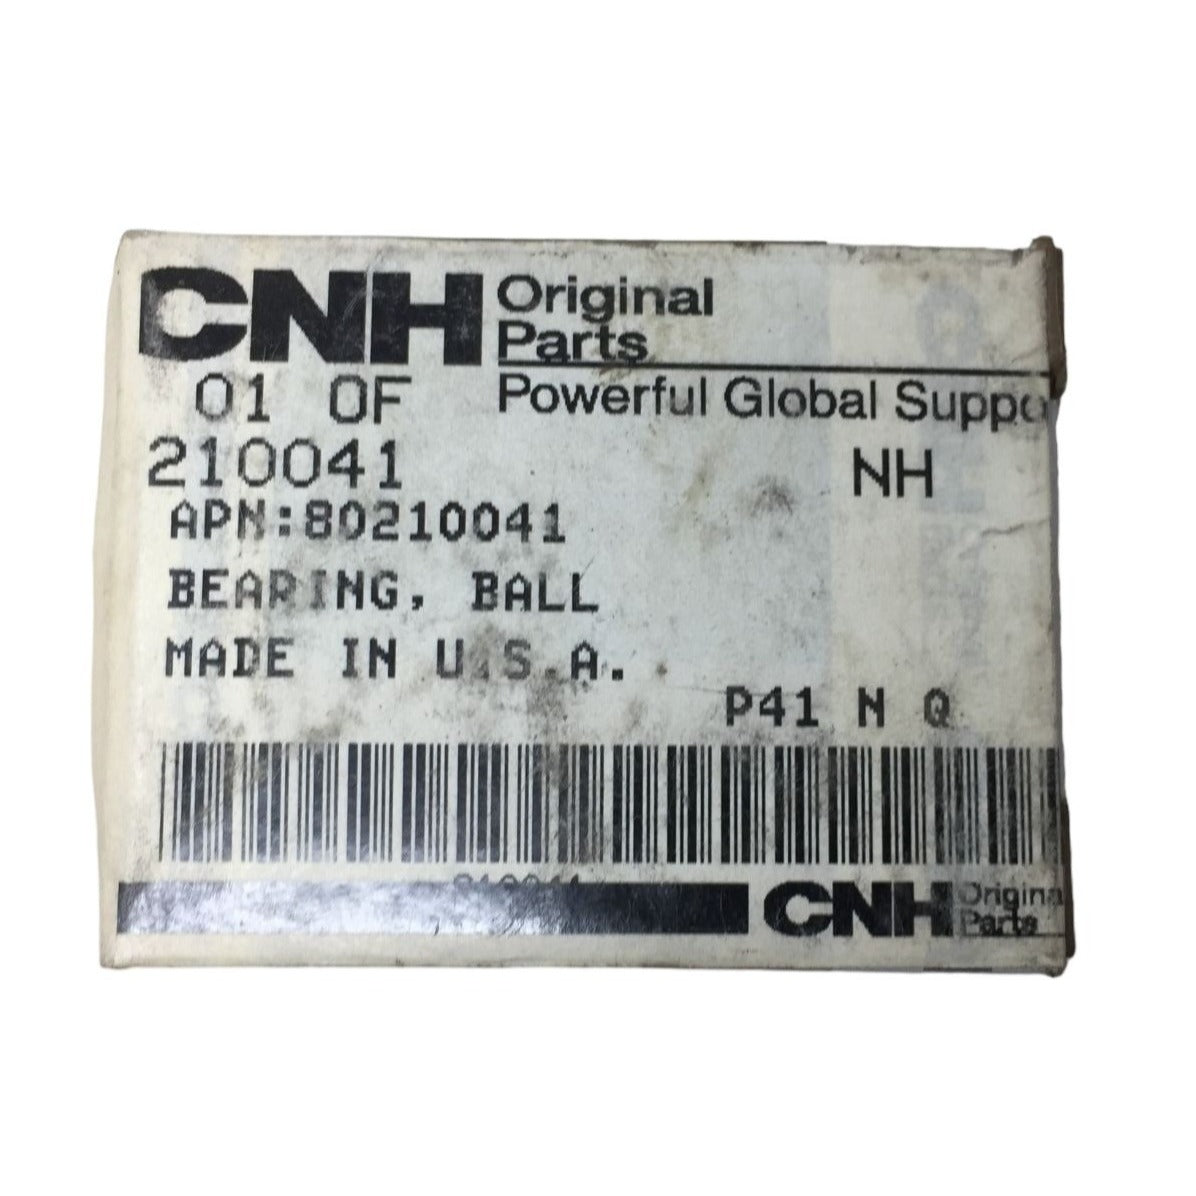 CNH Original
Parts
Powerful Global Suppo
01 OF
210041 NH
APN:80210041
BEARING, BALL
MADE IN U.S.A.
P41 N Q
210041
CNH Original
Parts